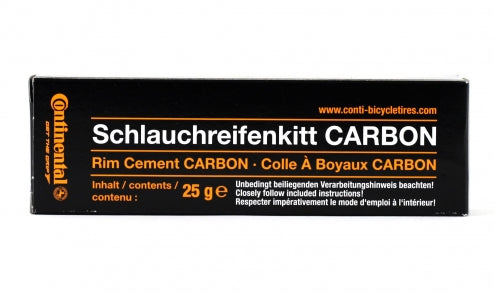 www.conti-bicycletires.com
Continental
GET THE GRIP
Schlauchreifenkitt CARBON
Rim Cement CARBON · Colle À Boyaux CARBON
Inhalt / contents /
contenu :
25 g℮
Unbedingt beiliegenden Verarbeitungshinweis beachten!
Closely follow included instructions!
Respecter impérativement le mode d'emploi à l'intérieur!